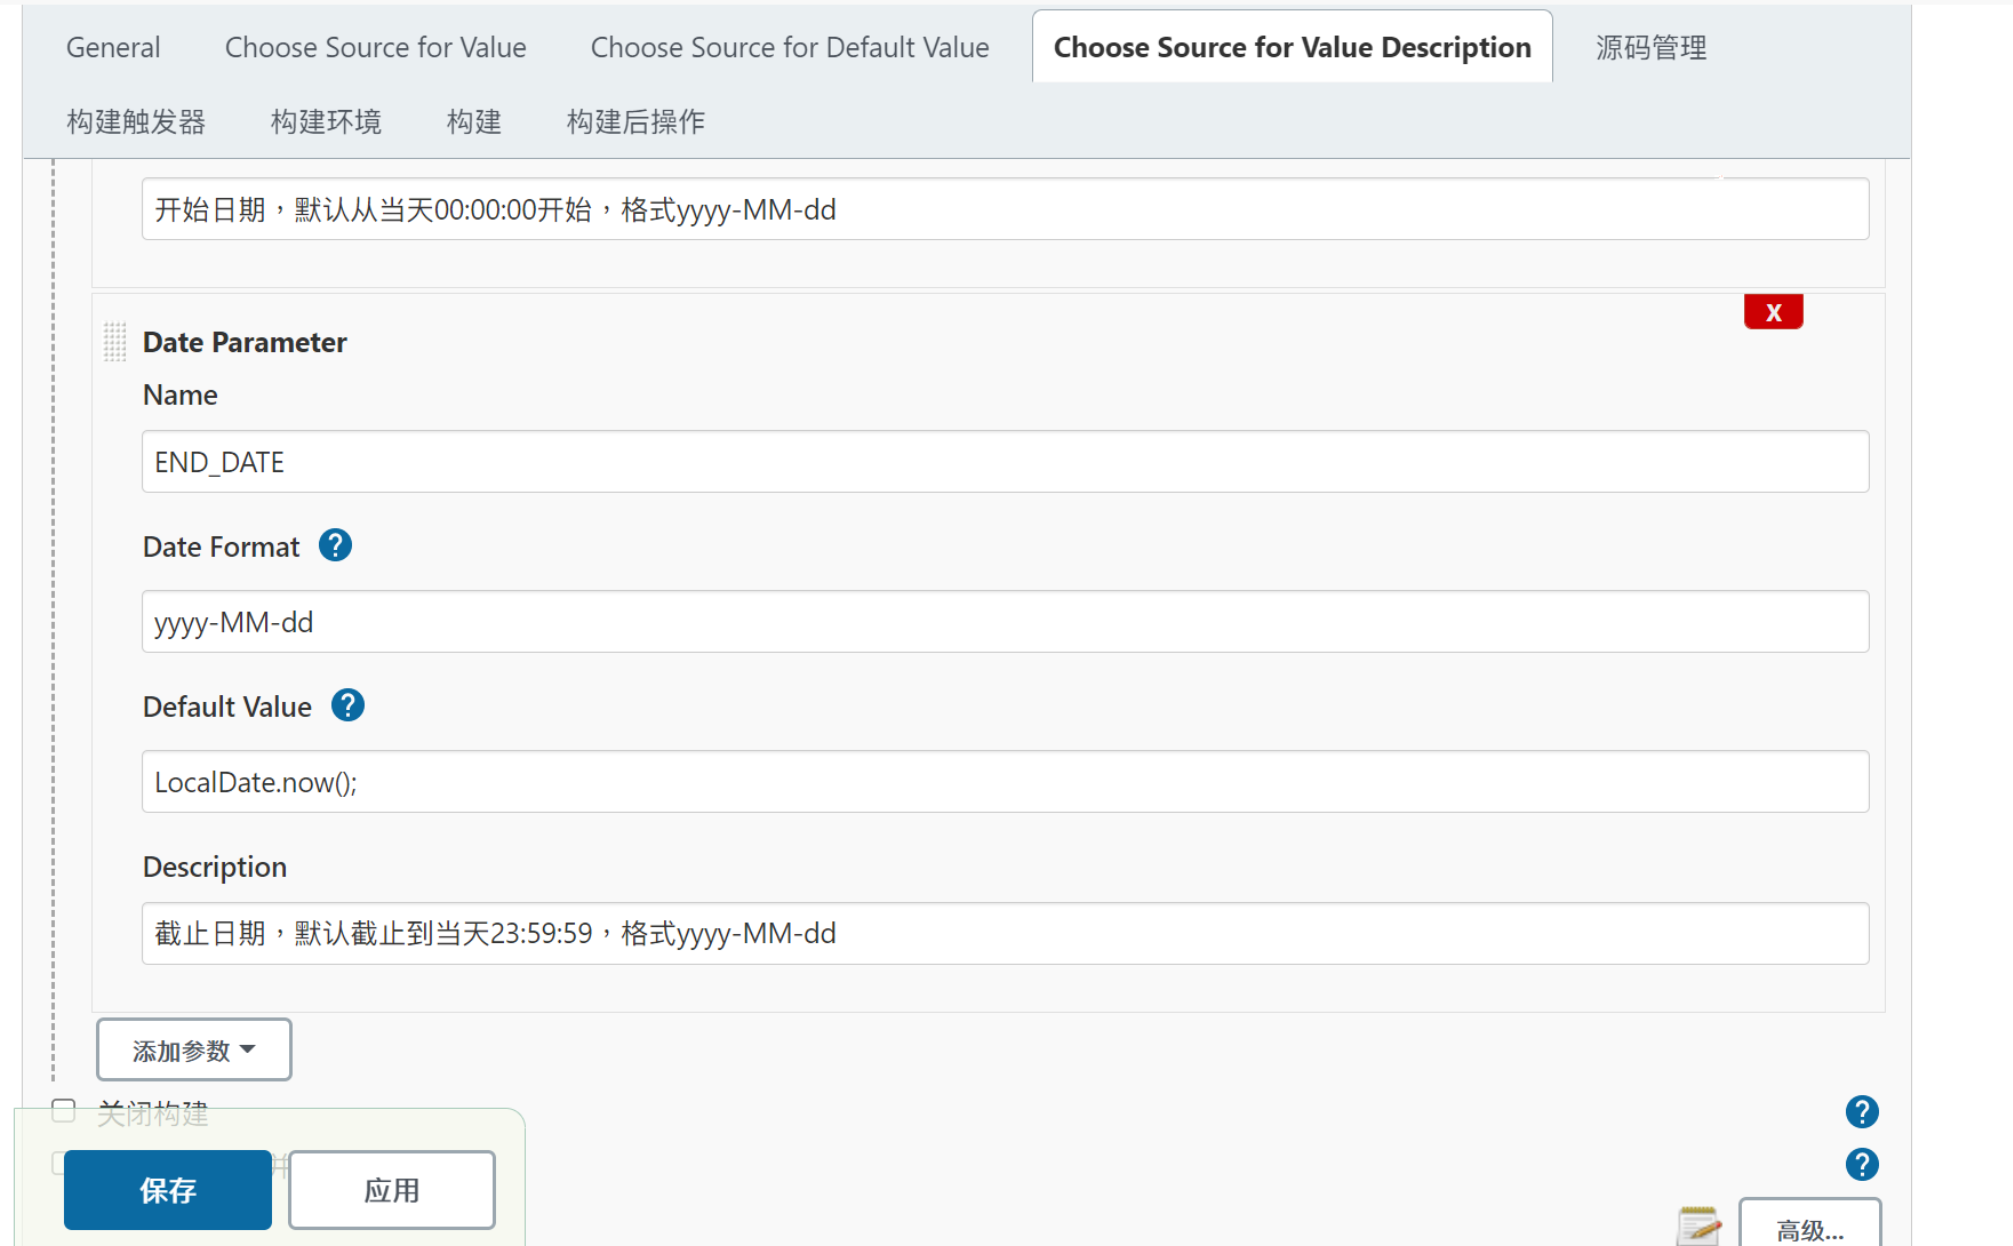 General Choose Source for Value Choose Source for Default Value Choose Source for Value Description 源码管理
构建触发器 构建环境 构建 构建后操作
开始日期，默认从当天00:00:00开始，格式yyyy-MM-dd
X
Date Parameter
Name
END_DATE
Date Format ?
yyyy-MM-dd
Default Value ?
LocalDate.now();
Description
截止日期，默认截止到当天23:59:59，格式yyyy-MM-dd
添加参数
关闭构建 ?
?
保存 应用
高级...